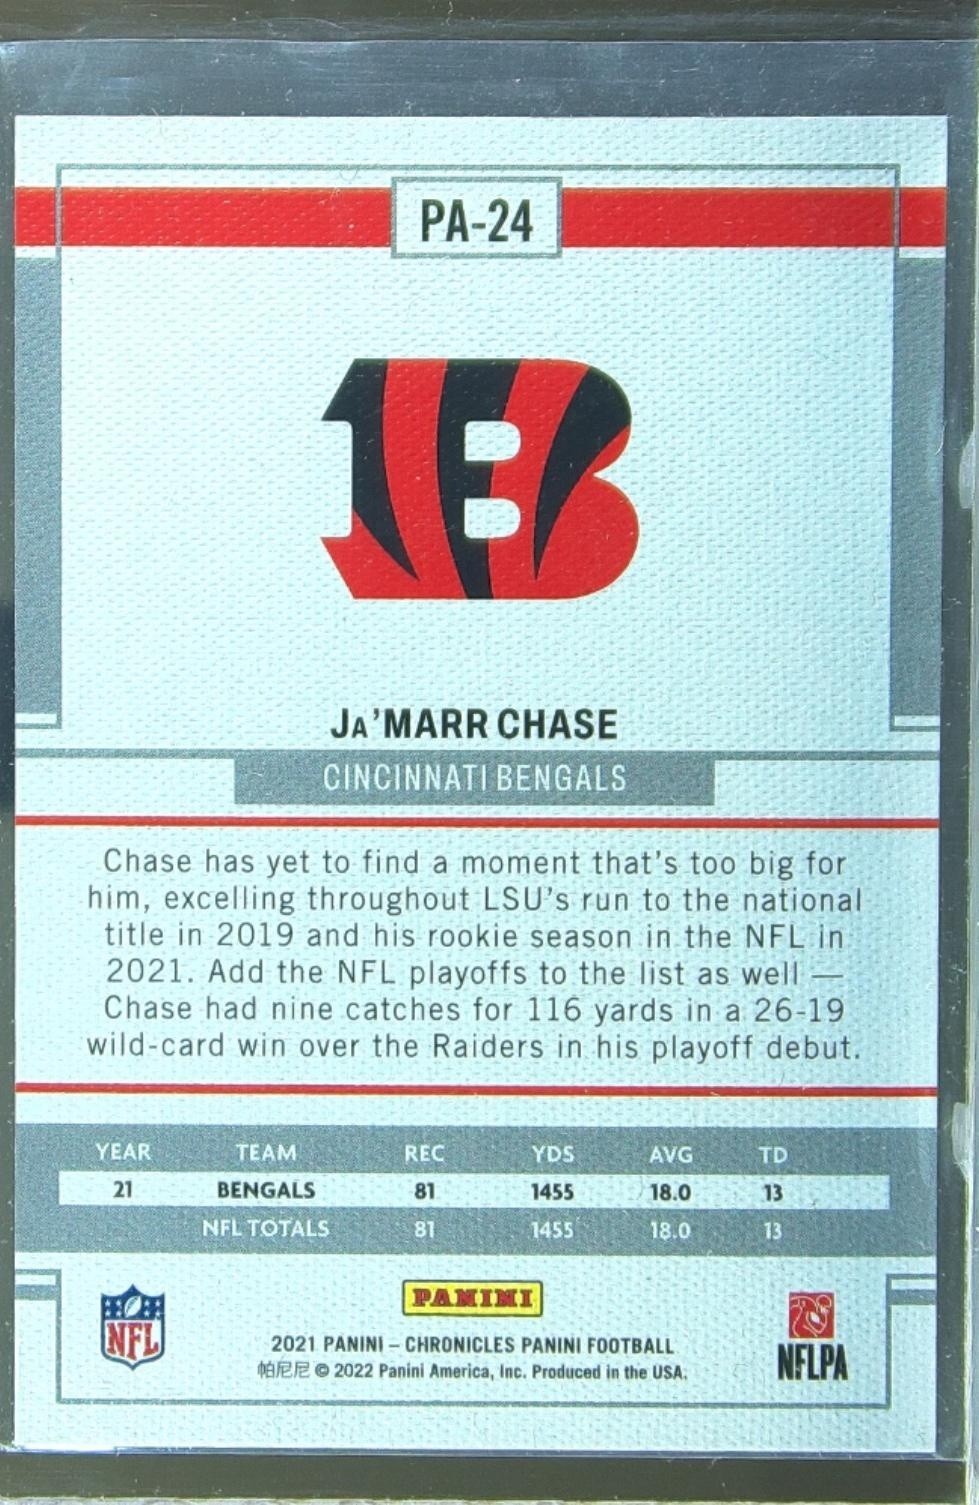 PA-24
B
JA'MARR CHASE
CINCINNATI BENGALS
Chase has yet to find a moment that's too big for
him, excelling throughout LSU's run to the national
title in 2019 and his rookie season in the NFL in
2021. Add the NFL playoffs to the list as well —
Chase had nine catches for 116 yards in a 26-19
wild-card win over the Raiders in his playoff debut.
YEAR TEAM REC YDS AVG TD
21 BENGALS 81 1455 18.0 13
NFL TOTALS 81 1455 18.0 13
NFL
PANINI
2021 PANINI – CHRONICLES PANINI FOOTBALL
帕尼尼 © 2022 Panini America, Inc. Produced in the USA.
NFLPA